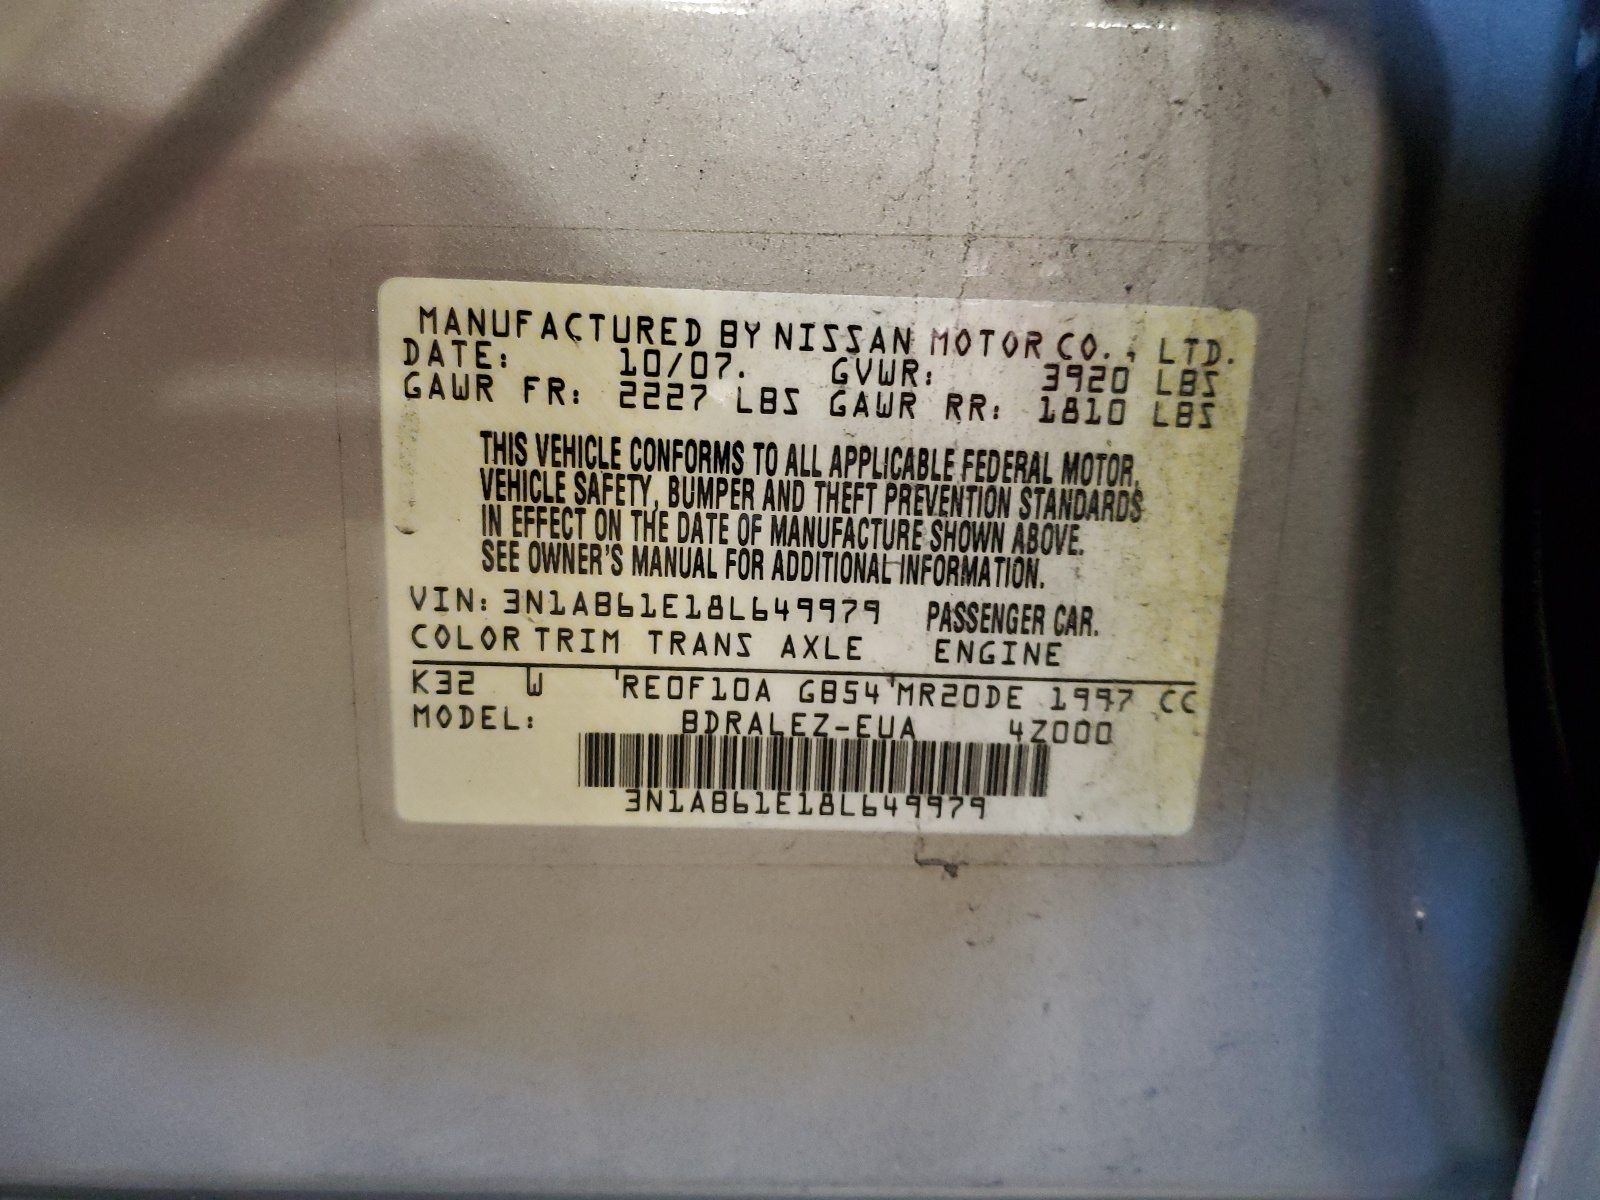 MANUFACTURED BY NISSAN MOTOR CO., LTD.
DATE: 10/07. GVWR: 3920 LBS
GAWR FR: 2227 LBS GAWR RR: 1810 LBS
THIS VEHICLE CONFORMS TO ALL APPLICABLE FEDERAL MOTOR,
VEHICLE SAFETY, BUMPER AND THEFT PREVENTION STANDARDS
IN EFFECT ON THE DATE OF MANUFACTURE SHOWN ABOVE.
SEE OWNER'S MANUAL FOR ADDITIONAL INFORMATION.
VIN: 3N1AB61E18L649979 PASSENGER CAR.
COLOR TRIM TRANS AXLE ENGINE
K32 W 'RE0F10A GB54'MR20DE 1997 CC
MODEL: BDRALEZ-EUA 4Z000
3N1AB61E18L649979